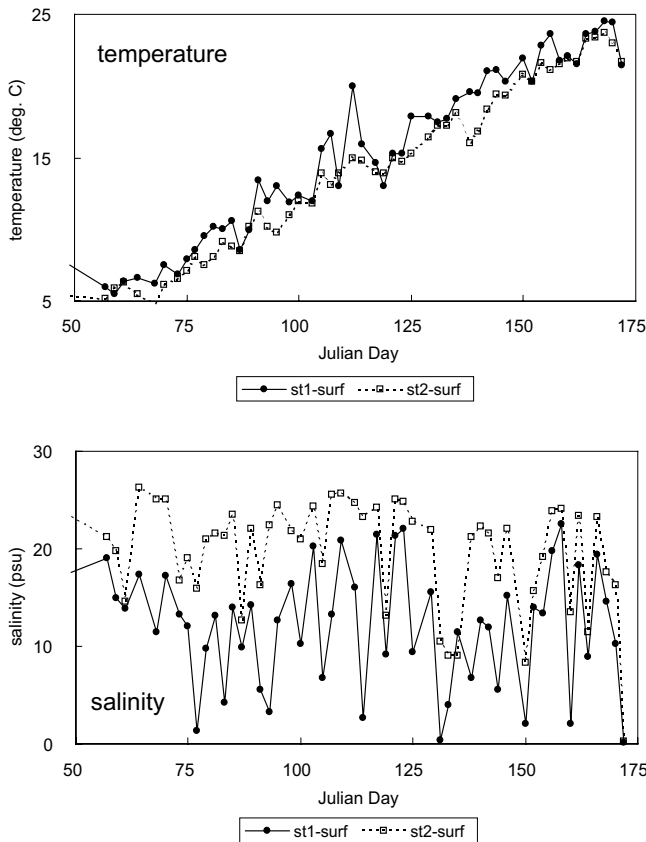 25
temperature
15
5
temperature (deg. C)
50 75 100 125 150 175
Julian Day
st1-surf st2-surf
30
20
10
0
salinity (psu)
salinity
50 75 100 125 150 175
Julian Day
st1-surf st2-surf